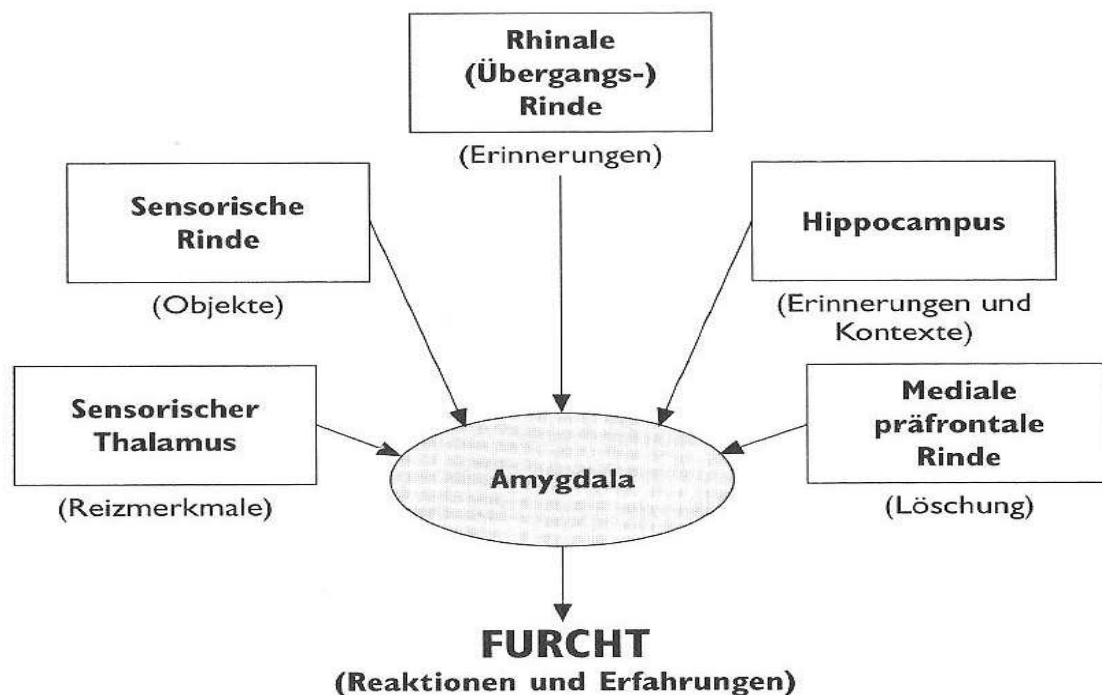 Rhinale
(Übergangs-)
Rinde
(Erinnerungen)
Sensorische
Rinde
(Objekte)
Hippocampus
(Erinnerungen und
Kontexte)
Sensorischer
Thalamus
(Reizmerkmale)
Mediale
präfrontale
Rinde
(Löschung)
Amygdala
FURCHT
(Reaktionen und Erfahrungen)